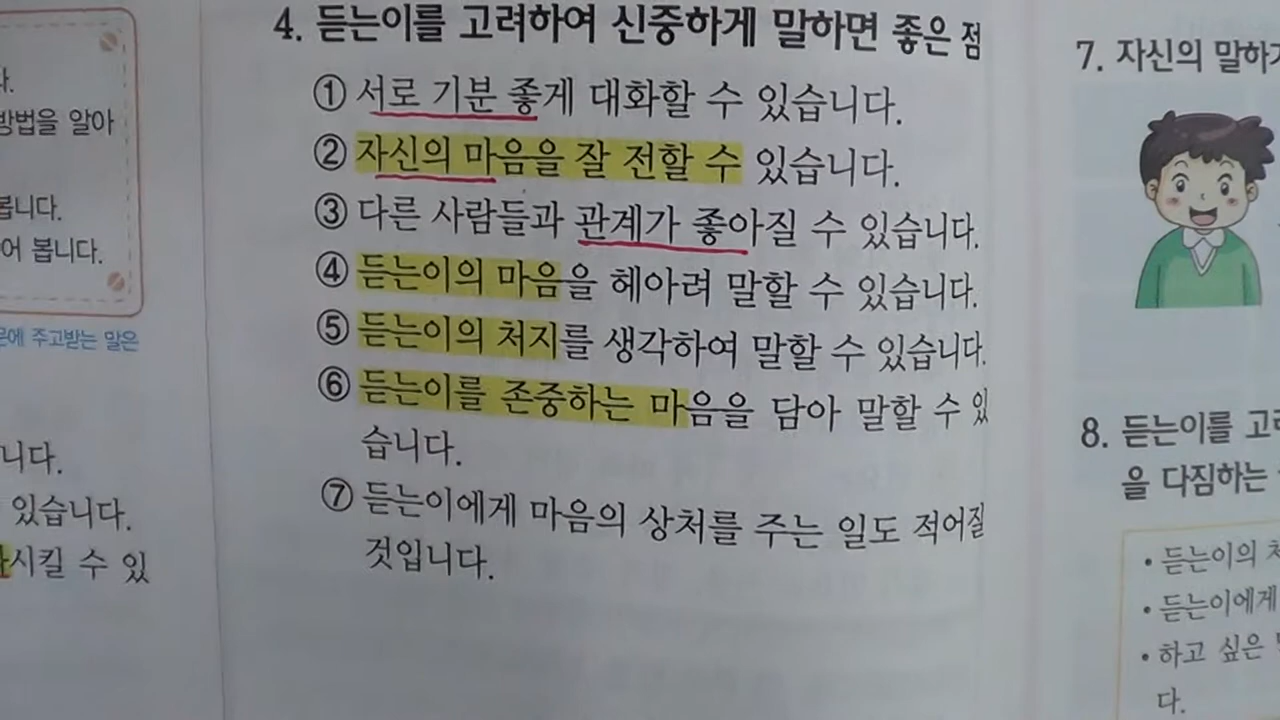 다.
방법을 알아
봅니다.
어 봅니다.
문에 주고받는 말은
니다.
있습니다.
시킬 수 있
4. 듣는이를 고려하여 신중하게 말하면 좋은 점
① 서로 기분 좋게 대화할 수 있습니다.
② 자신의 마음을 잘 전할 수 있습니다.
③ 다른 사람들과 관계가 좋아질 수 있습니다.
④ 듣는이의 마음을 헤아려 말할 수 있습니다.
⑤ 듣는이의 처지를 생각하여 말할 수 있습니다.
⑥ 듣는이를 존중하는 마음을 담아 말할 수 있
습니다.
⑦ 듣는이에게 마음의 상처를 주는 일도 적어질
것입니다.
7. 자신의 말하기
8. 듣는이를 고려
을 다짐하는
• 듣는이의 처
• 듣는이에게
• 하고 싶은
다.